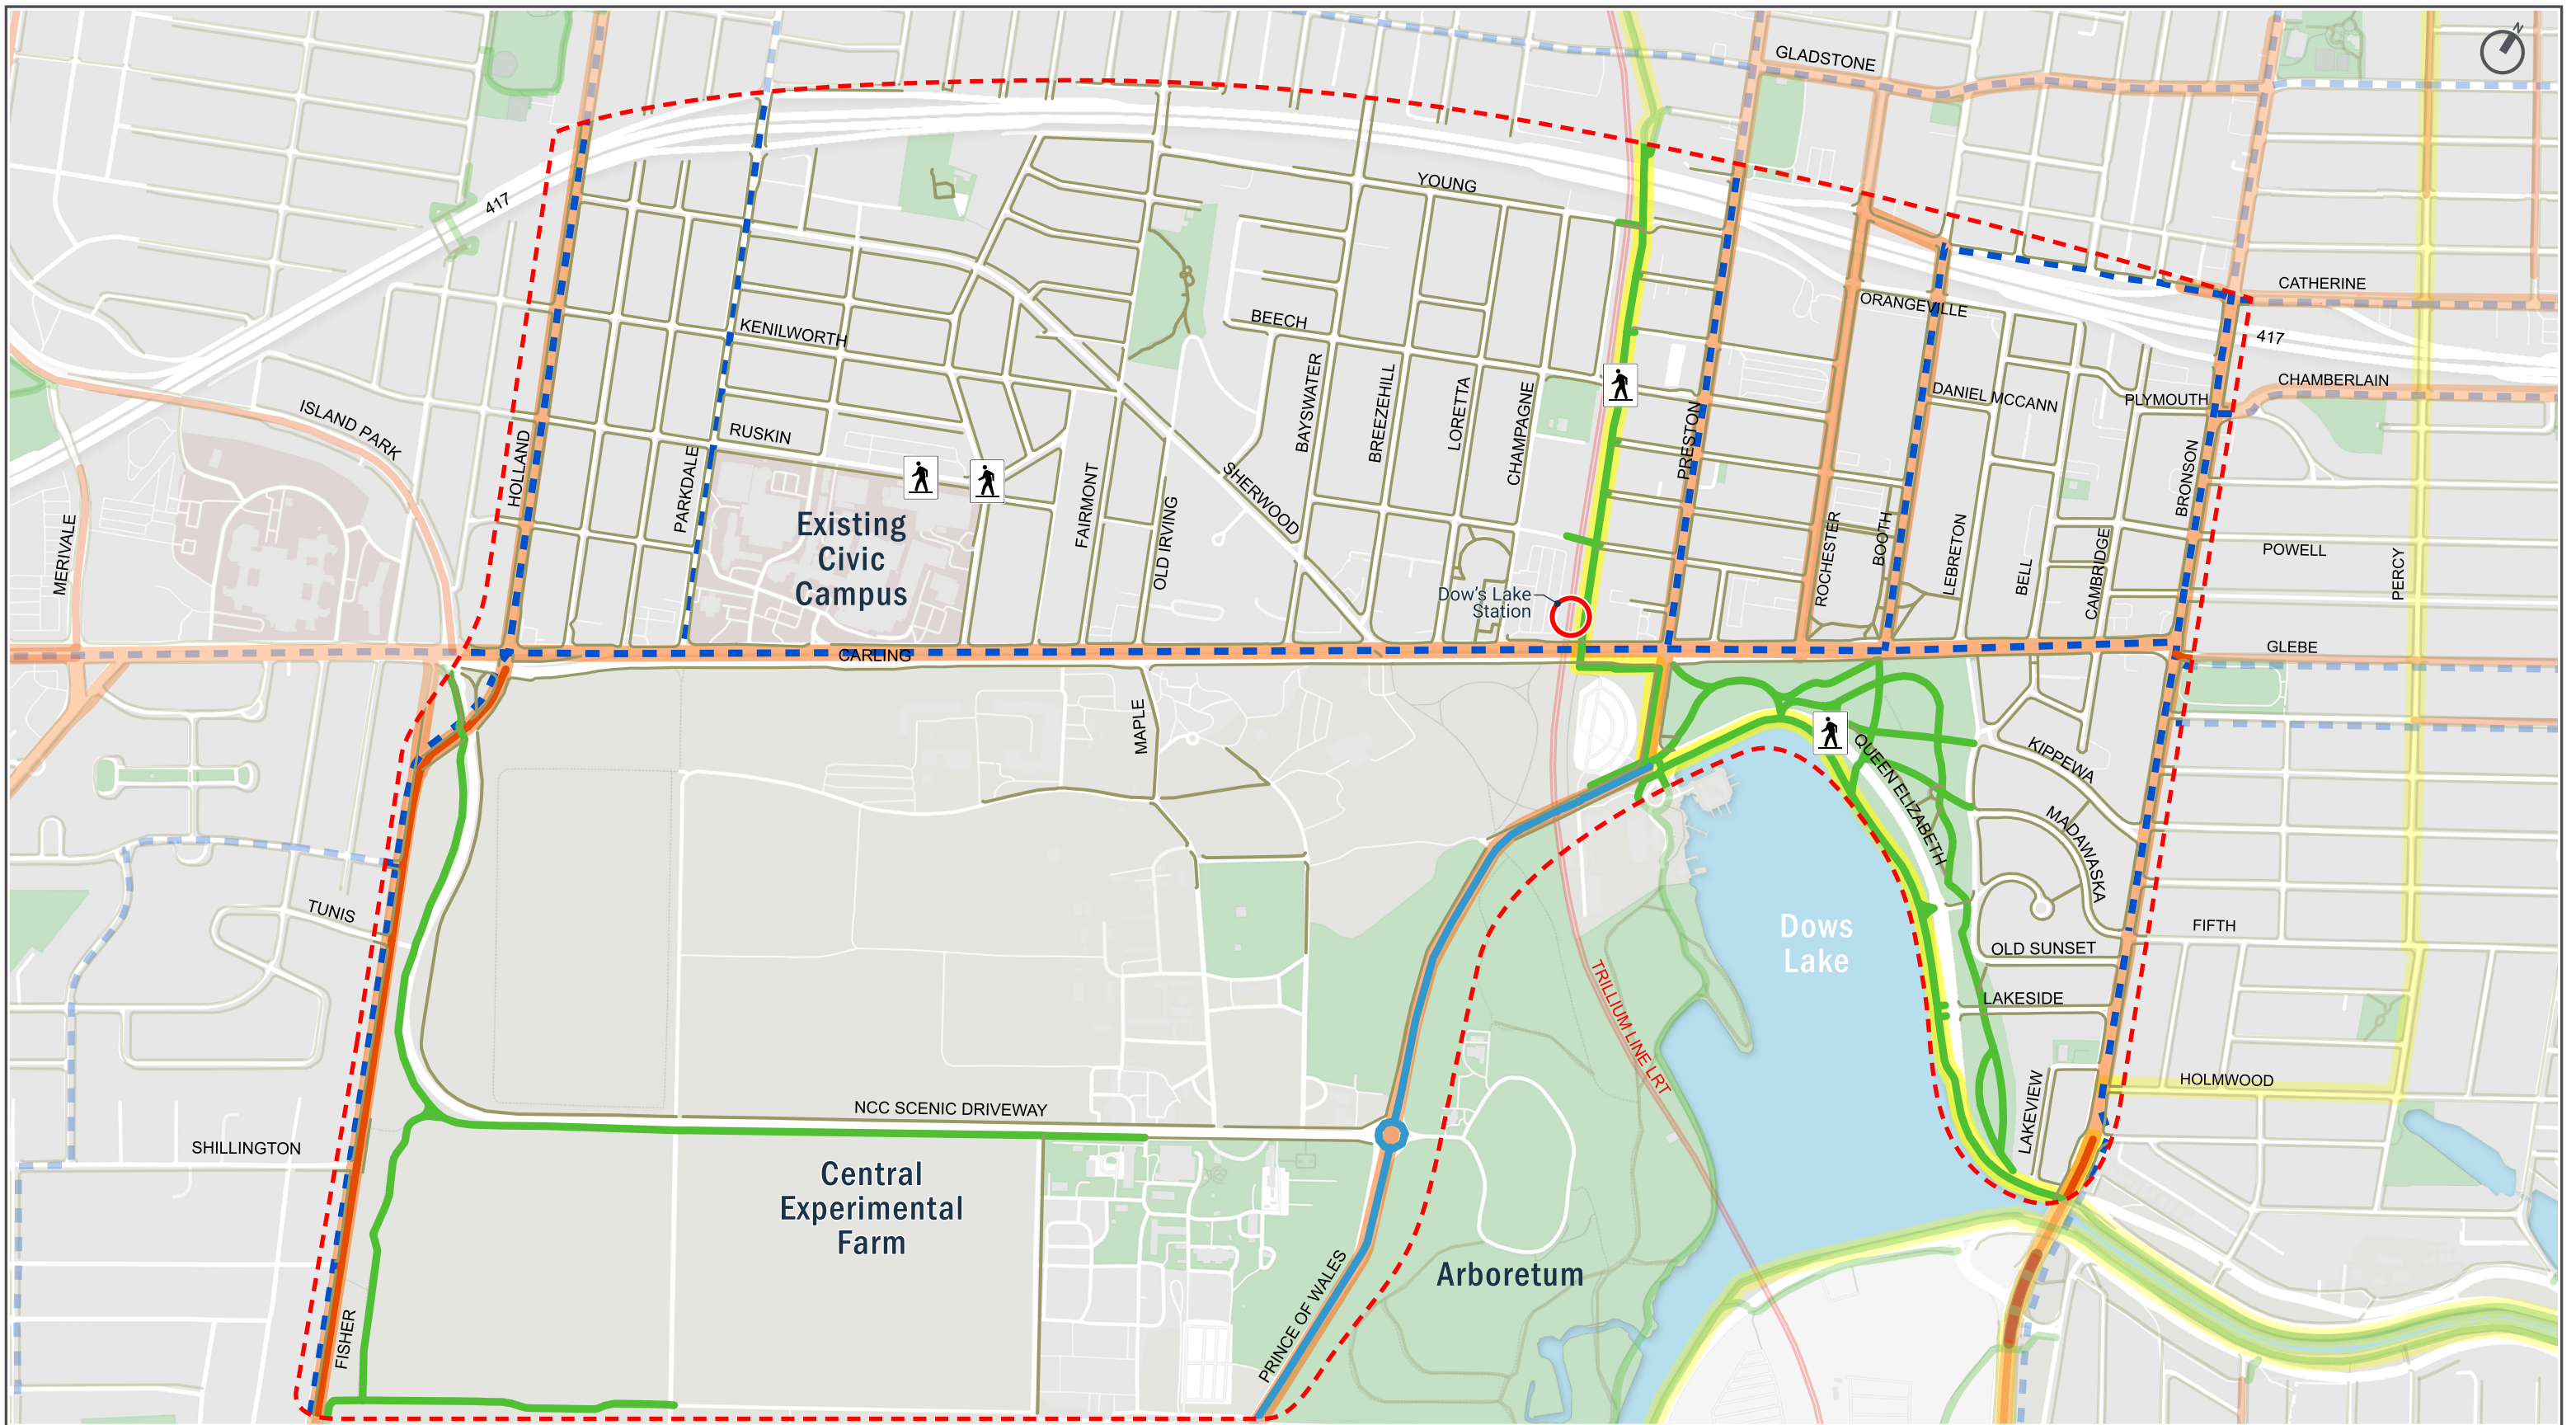 N
GLADSTONE
417
YOUNG
CATHERINE
ORANGEVILLE
417
BEECH
KENILWORTH
CHAMBERLAIN
DANIEL MCCANN
PLYMOUTH
ISLAND PARK
RUSKIN
HOLLAND
PARKDALE
BAYSWATER
BREEZEHILL
LORETTA
CHAMPAGNE
PRESTON
BRONSON
SHERWOOD
FAIRMONT
OLD IRVING
MERIVALE
Existing
Civic
Campus
ROCHESTER
BOOTH
LEBRETON
BELL
CAMBRIDGE
POWELL
PERCY
Dow's Lake
Station
GLEBE
CARLING
MAPLE
QUEEN ELIZABETH
KIPPEWA
MADAWASKA
TUNIS
Dows
Lake
FIFTH
OLD SUNSET
LAKESIDE
TRILLIUM LINE LRT
HOLMWOOD
LAKEVIEW
NCC SCENIC DRIVEWAY
SHILLINGTON
Central
Experimental
Farm
Arboretum
PRINCE OF WALES
FISHER